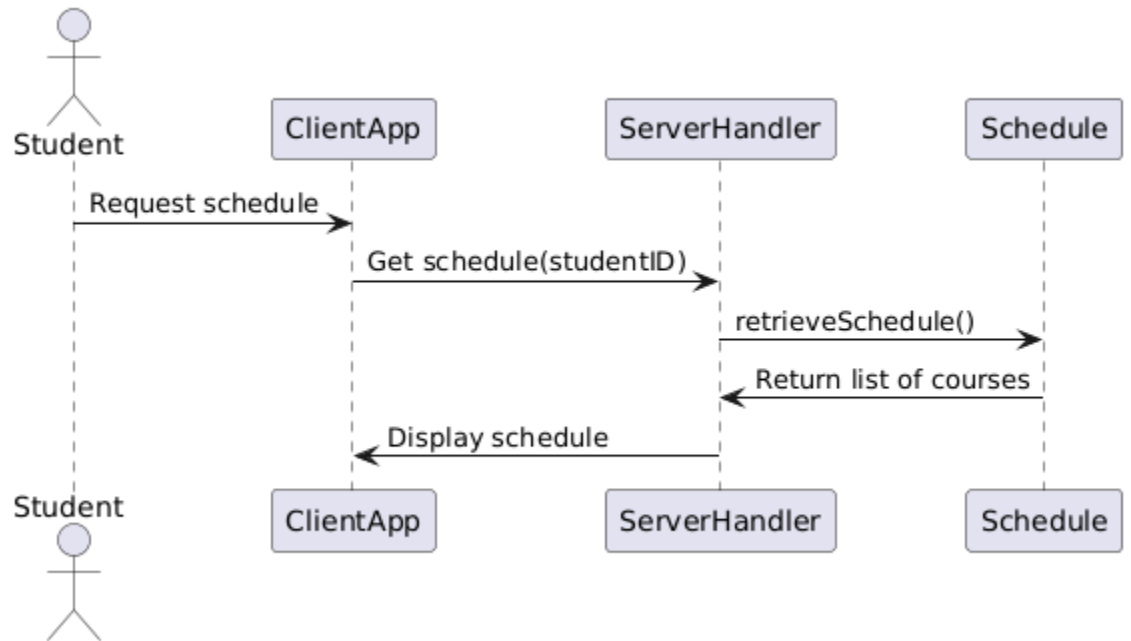 Student
ClientApp
ServerHandler
Schedule
Request schedule
Get schedule(studentID)
retrieveSchedule()
Return list of courses
Display schedule
Student
ClientApp
ServerHandler
Schedule